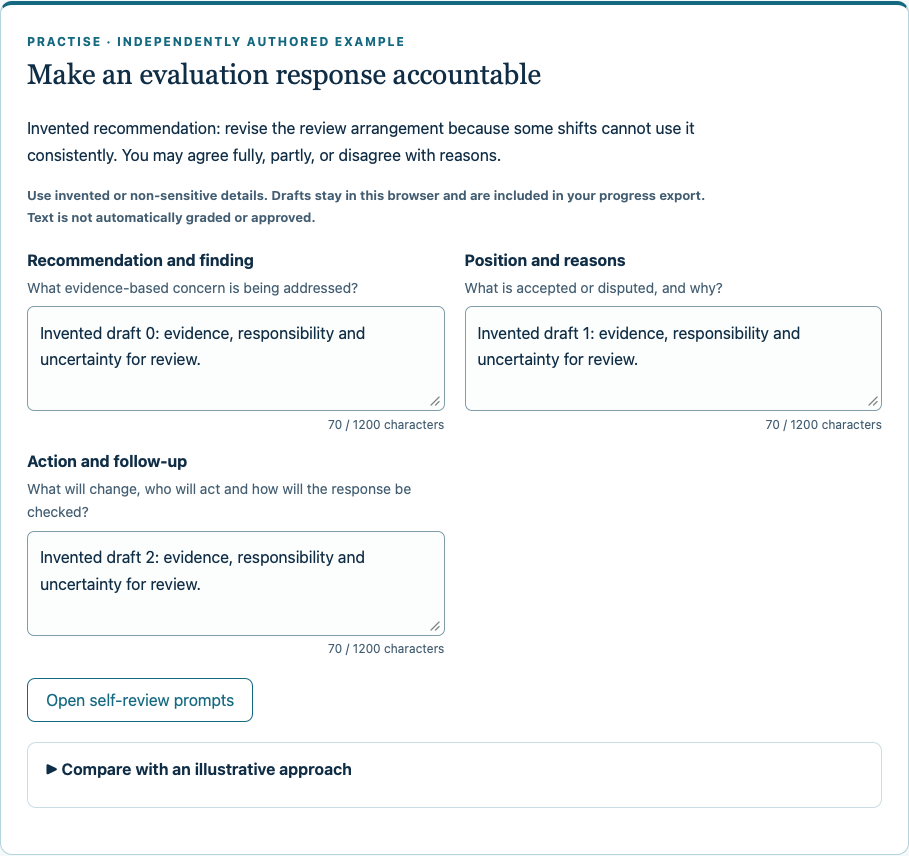 PRACTISE · INDEPENDENTLY AUTHORED EXAMPLE
Make an evaluation response accountable
Invented recommendation: revise the review arrangement because some shifts cannot use it
consistently. You may agree fully, partly, or disagree with reasons.
Use invented or non-sensitive details. Drafts stay in this browser and are included in your progress export.
Text is not automatically graded or approved.
Recommendation and finding
What evidence-based concern is being addressed?
Invented draft 0: evidence, responsibility and
uncertainty for review.
70 / 1200 characters
Position and reasons
What is accepted or disputed, and why?
Invented draft 1: evidence, responsibility and
uncertainty for review.
70 / 1200 characters
Action and follow-up
What will change, who will act and how will the response be
checked?
Invented draft 2: evidence, responsibility and
uncertainty for review.
70 / 1200 characters
Open self-review prompts
Compare with an illustrative approach